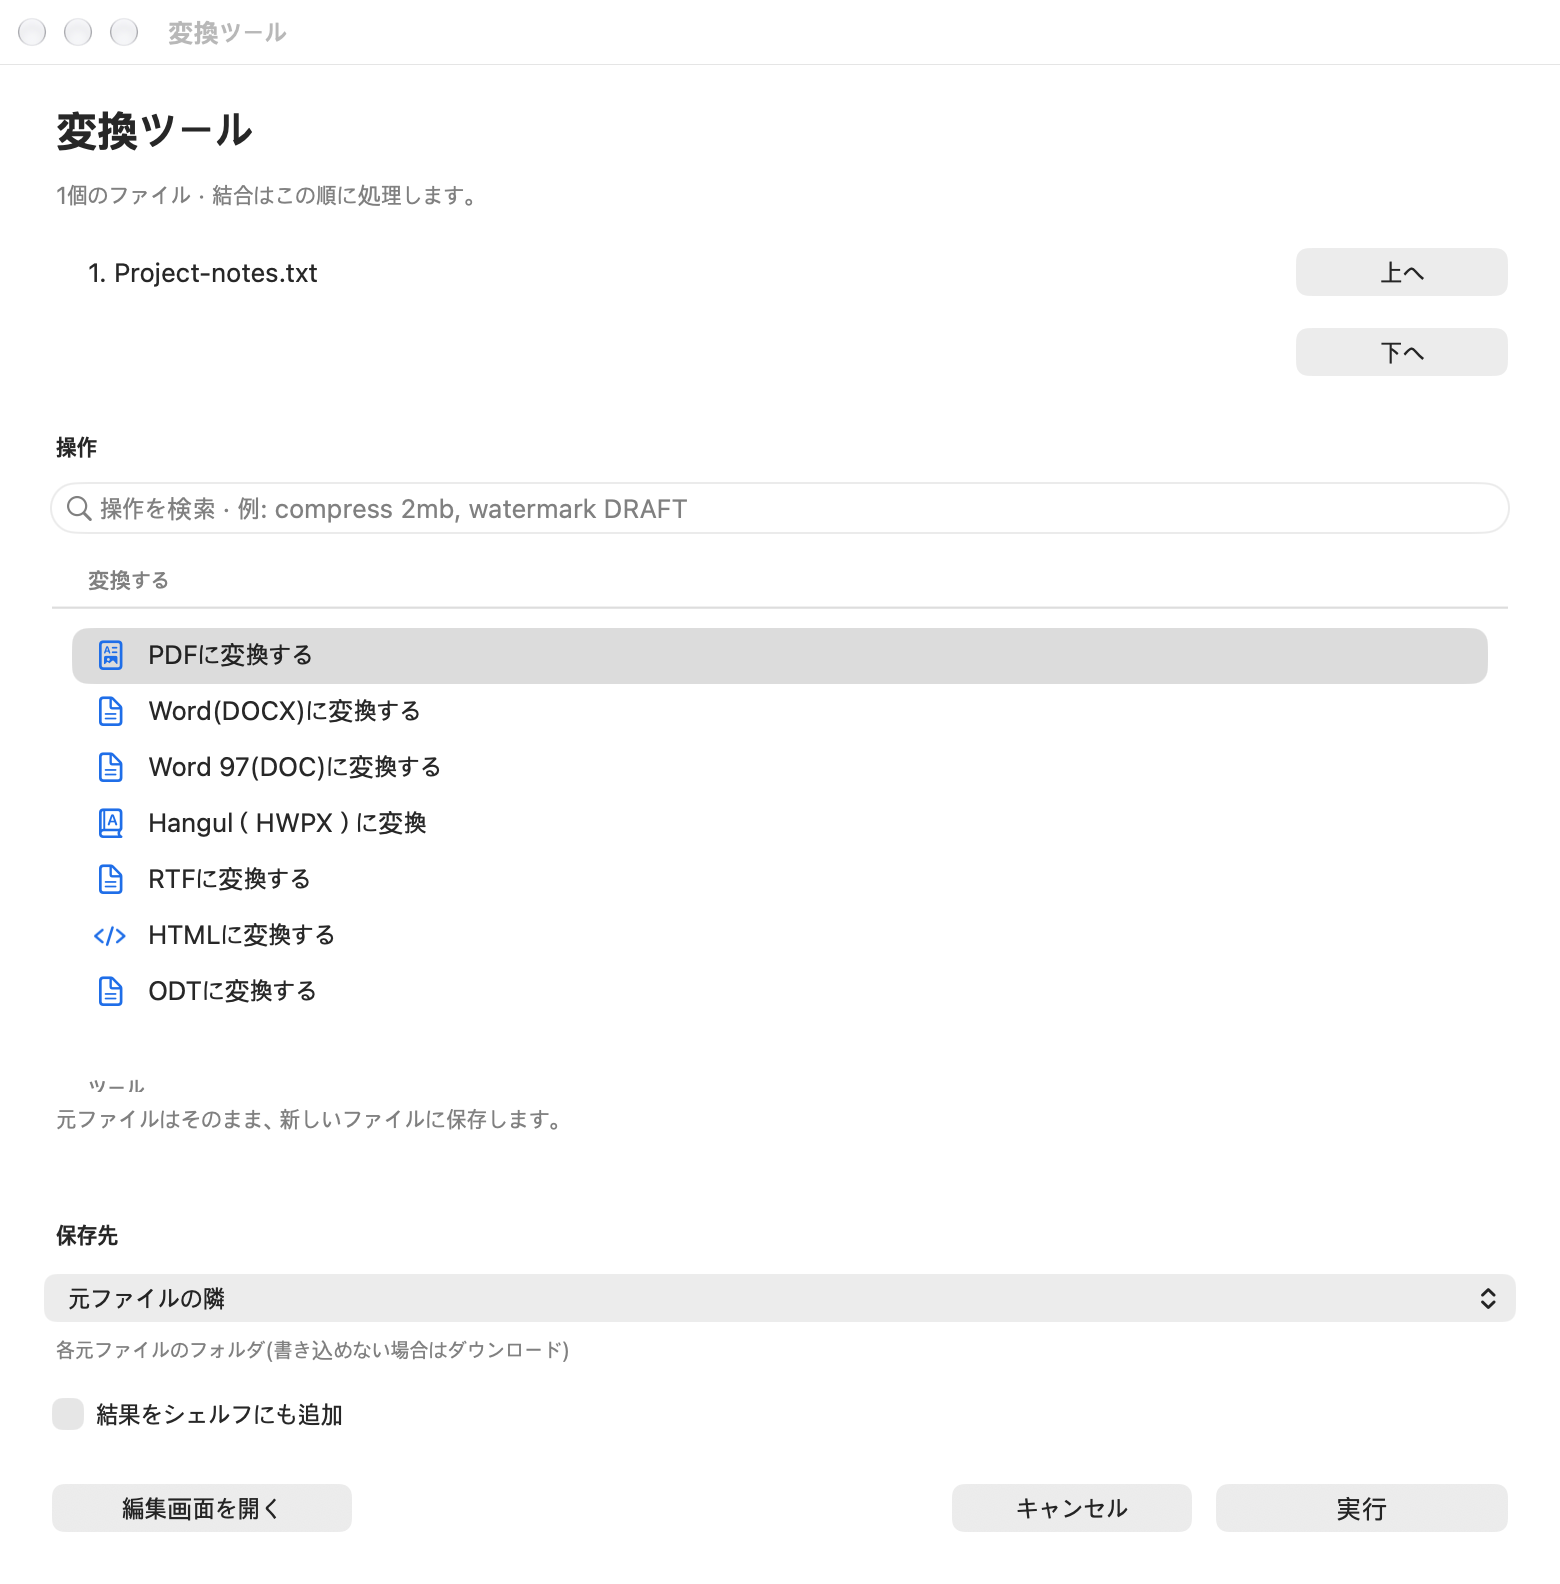 変換ツール
変換ツール
1個のファイル · 結合はこの順に処理します。
1. Project-notes.txt
上へ
下へ
操作
操作を検索 · 例: compress 2mb, watermark DRAFT
変換する
PDFに変換する
Word(DOCX)に変換する
Word 97(DOC)に変換する
Hangul ( HWPX ) に変換
RTFに変換する
HTMLに変換する
ODTに変換する
ツール
元ファイルはそのまま、新しいファイルに保存します。
保存先
元ファイルの隣
各元ファイルのフォルダ(書き込めない場合はダウンロード)
結果をシェルフにも追加
編集画面を開く
キャンセル
実行